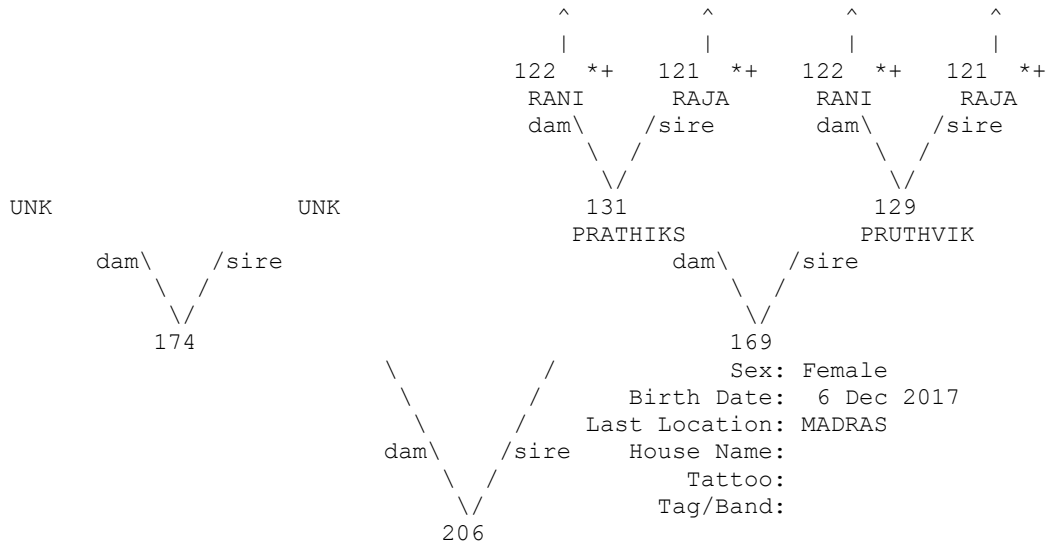 ^ ^ ^ ^
| | | |
122 *+ 121 *+ 122 *+ 121 *+
RANI RAJA RANI RAJA
dam\ /sire dam\ /sire
\ / \ /
\/ \/
UNK UNK 131 129
PRATHIKS PRUTHVIK
dam\ /sire dam\ /sire
\ / \ /
\/ \/
174 169
\ / Sex: Female
\ / Birth Date: 6 Dec 2017
\ / Last Location: MADRAS
dam\ /sire House Name:
\ / Tattoo:
\/ Tag/Band:
206